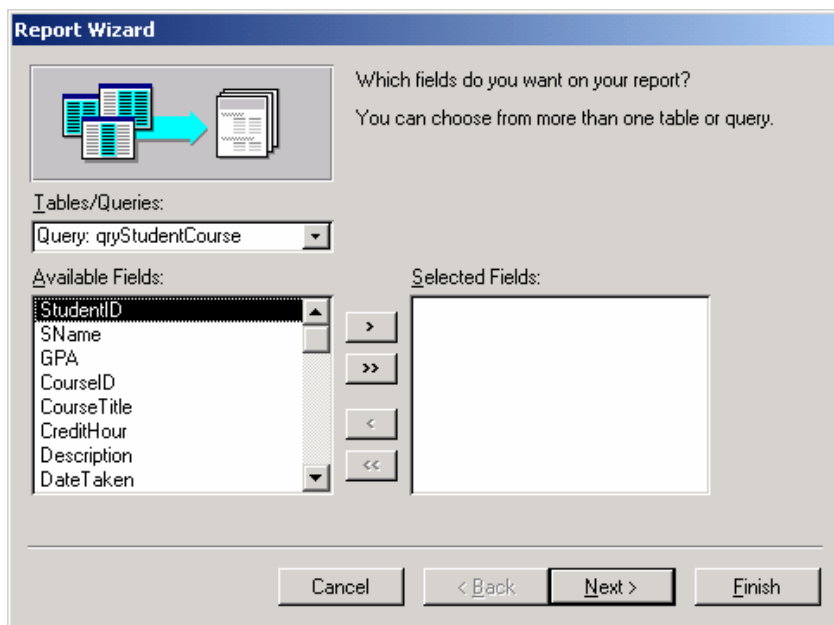 Report Wizard
Which fields do you want on your report?
You can choose from more than one table or query.
Tables/Queries:
Query: qryStudentCourse
Available Fields:
Selected Fields:
StudentID
SName
GPA
CourseID
CourseTitle
CreditHour
Description
DateTaken
>
>>
<
<<
Cancel
< Back
Next >
Finish